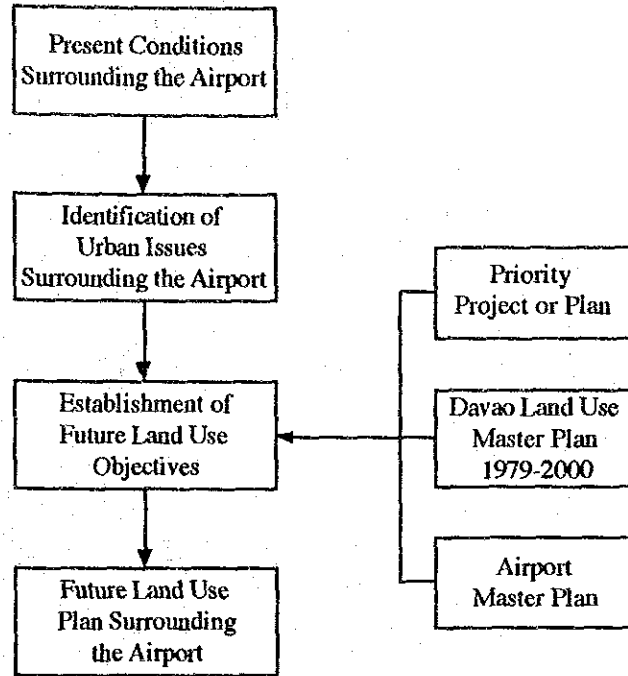 Present Conditions
Surrounding the Airport
Identification of
Urban Issues
Surrounding the Airport
Establishment of
Future Land Use
Objectives
Future Land Use
Plan Surrounding
the Airport
Priority
Project or Plan
Davao Land Use
Master Plan
1979-2000
Airport
Master Plan